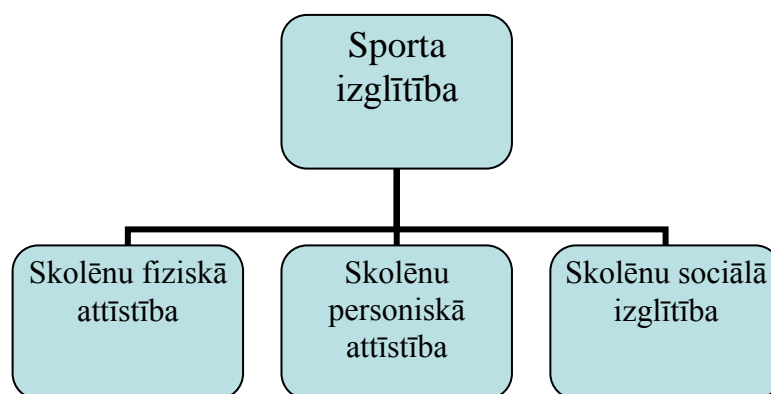 Sporta
izglītība
Skolēnu fiziskā
attīstība
Skolēnu
personiskā
attīstība
Skolēnu sociālā
izglītība